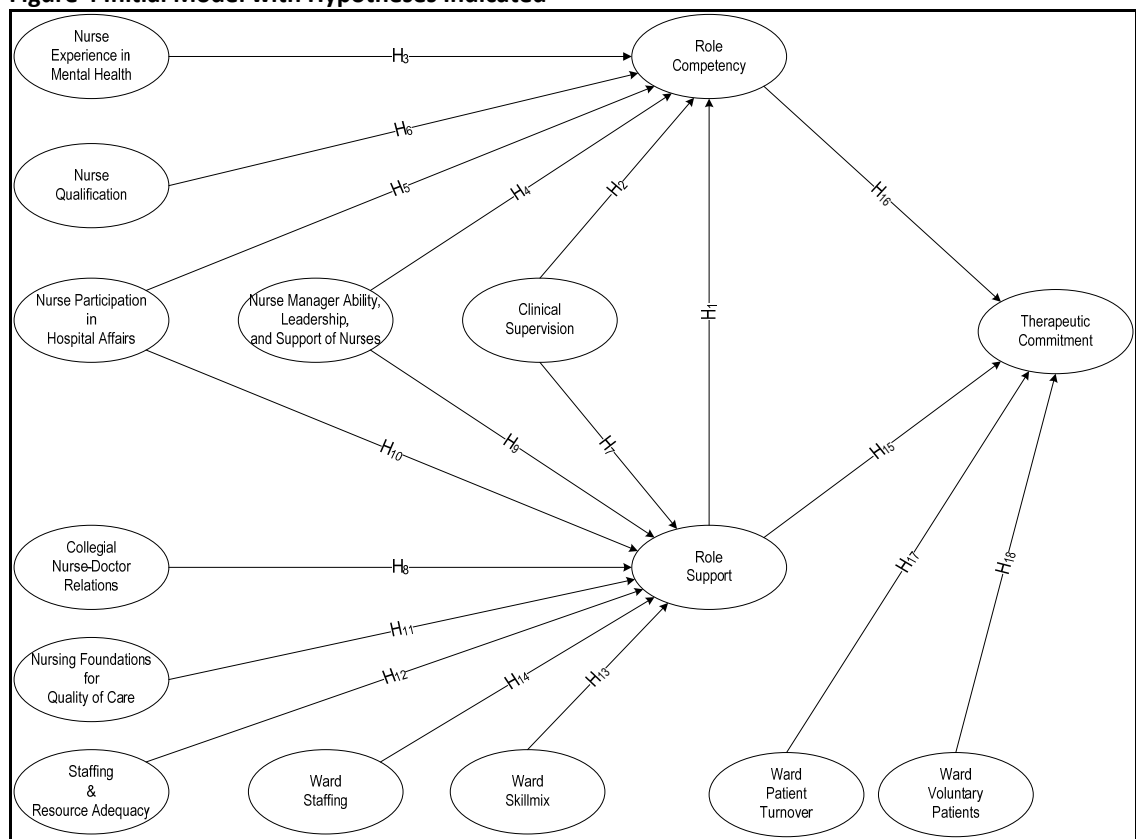 Figure 4 Initial Model with Hypotheses Indicated
Nurse
Experience in
Mental Health
H3
Role
Competency
H6
Nurse
Qualification
H5
H4
H2
H16
Nurse Participation
in
Hospital Affairs
Nurse Manager Ability,
Leadership,
and Support of Nurses
Clinical
Supervision
H1
Therapeutic
Commitment
H10
H9
H7
H15
Collegial
Nurse-Doctor
Relations
H8
Role
Support
H17
H18
H11
Nursing Foundations
for
Quality of Care
H12
H14
H13
Staffing
&
Resource Adequacy
Ward
Staffing
Ward
Skillmix
Ward
Patient
Turnover
Ward
Voluntary
Patients